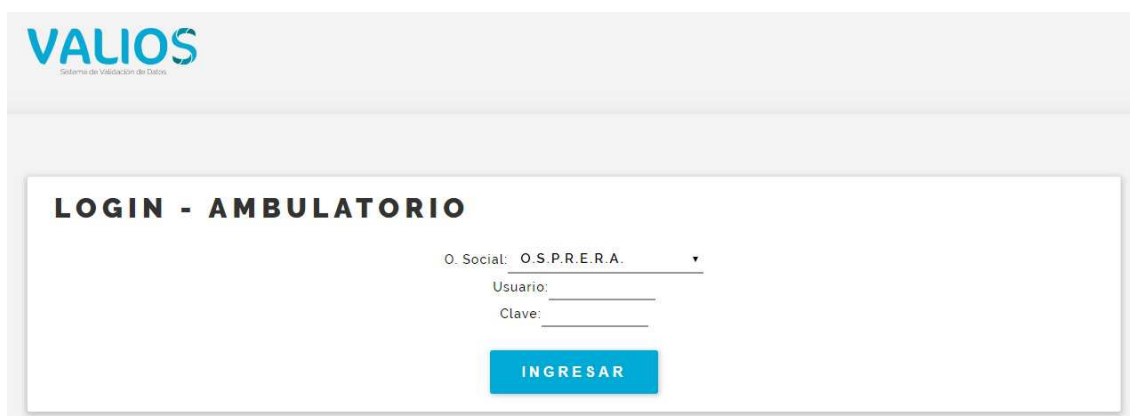 VALIOS
Sistema de Validación de Datos
LOGIN - AMBULATORIO
O. Social: O.S.P.R.E.R.A.
Usuario:
Clave:
INGRESAR